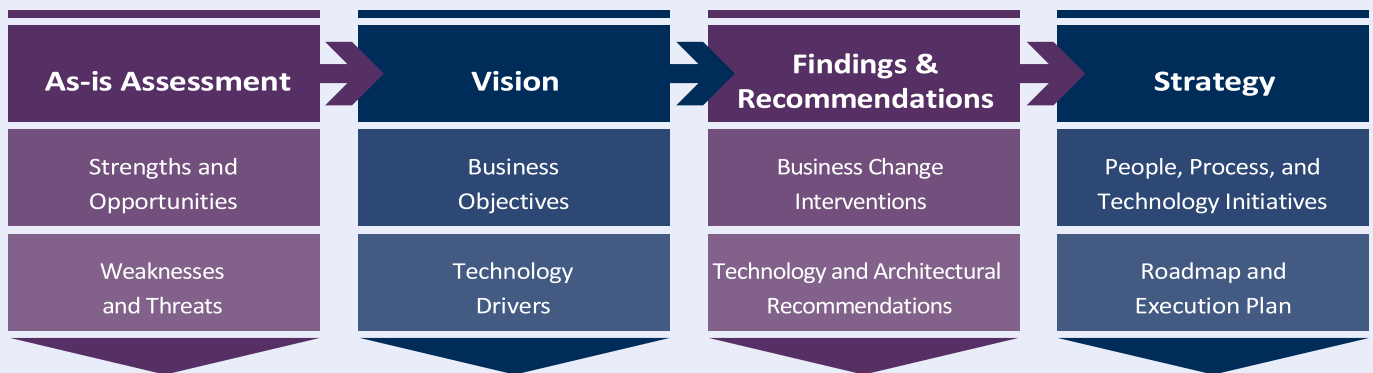 As-is Assessment
Strengths and
Opportunities
Weaknesses
and Threats
Vision
Business
Objectives
Technology
Drivers
Findings &
Recommendations
Business Change
Interventions
Technology and Architectural
Recommendations
Strategy
People, Process, and
Technology Initiatives
Roadmap and
Execution Plan